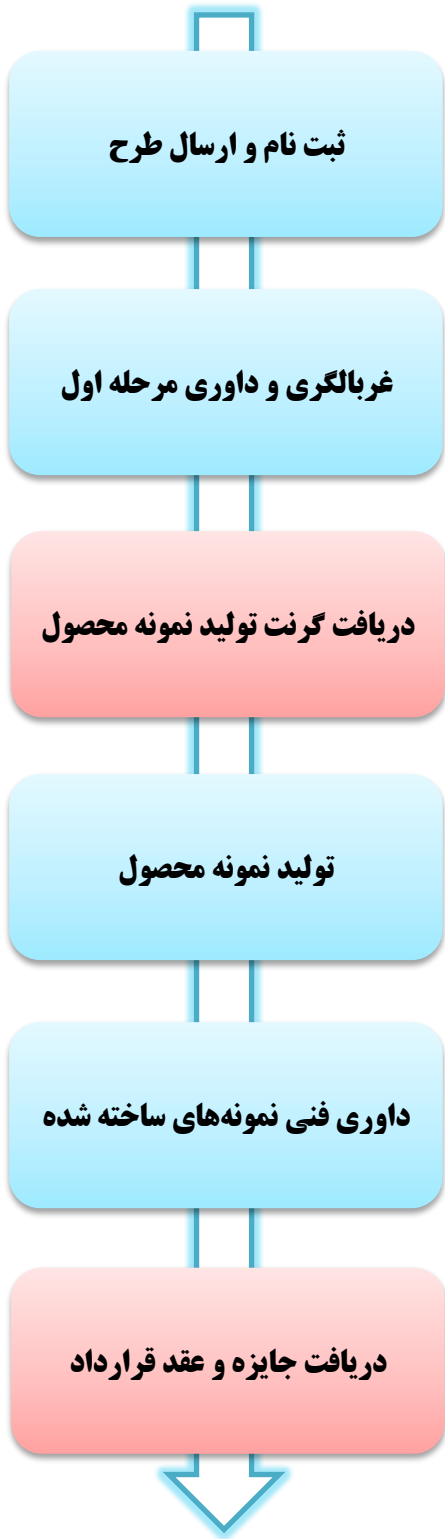 ثبت نام و ارسال طرح
غربالگری و داوری مرحله اول
دریافت گرنت تولید نمونه محصول
تولید نمونه محصول
داوری فنی نمونه‌های ساخته شده
دریافت جایزه و عقد قرارداد